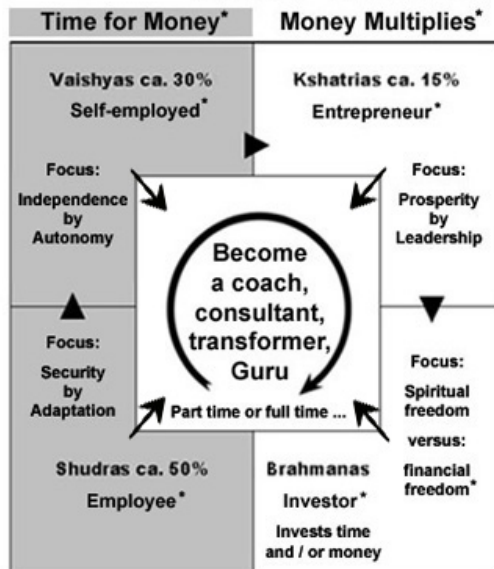 Time for Money*
Money Multiplies*
Vaishyas ca. 30%
Self-employed*
Focus:
Independence
by
Autonomy
Kshatrias ca. 15%
Entrepreneur*
Focus:
Prosperity
by
Leadership
Become
a coach,
consultant,
transformer,
Guru
Part time or full time ...
Focus:
Security
by
Adaptation
Shudras ca. 50%
Employee*
Focus:
Spiritual
freedom
versus:
financial
freedom*
Brahmanas
Investor*
Invests time
and / or money